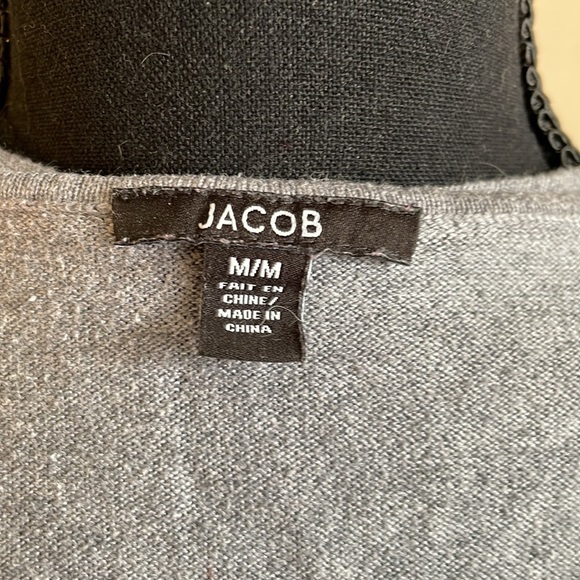 JACOB
M/M
FAIT EN
CHINE/
MADE IN
CHINA